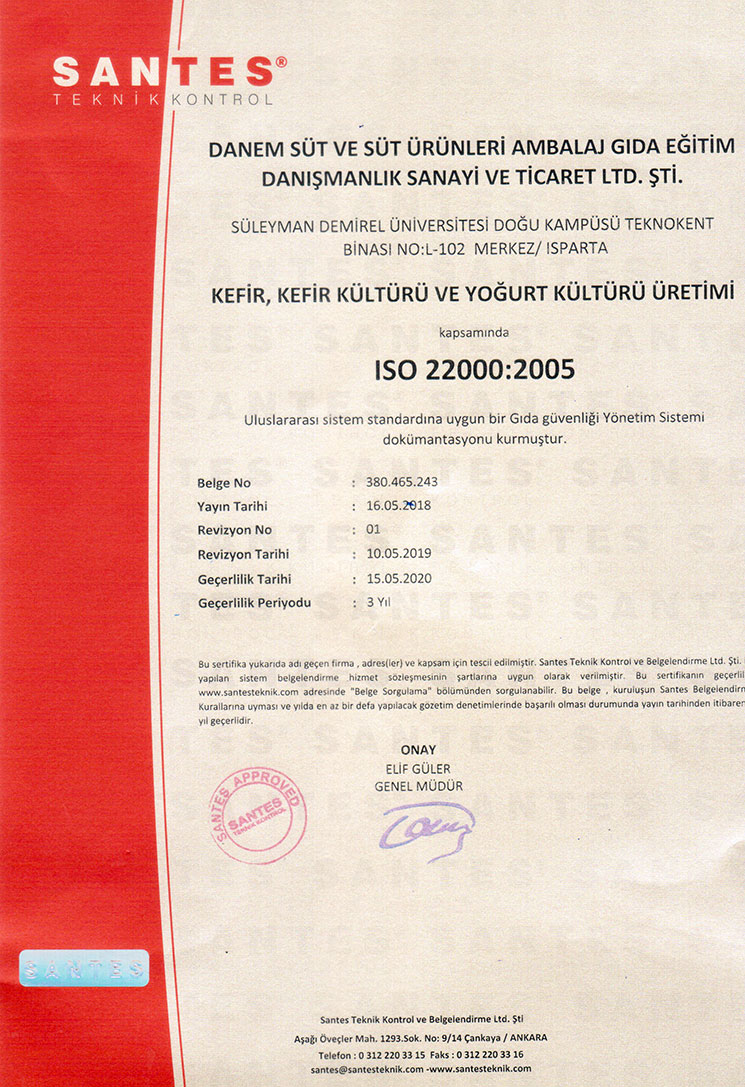 SANTES®
TEKNİK KONTROL
DANEM SÜT VE SÜT ÜRÜNLERİ AMBALAJ GIDA EĞİTİM
DANIŞMANLIK SANAYİ VE TİCARET LTD. ŞTİ.
SÜLEYMAN DEMİREL ÜNİVERSİTESİ DOĞU KAMPÜSÜ TEKNOKENT
BİNASI NO:L-102 MERKEZ/ ISPARTA
KEFİR, KEFİR KÜLTÜRÜ VE YOĞURT KÜLTÜRÜ ÜRETİMİ
kapsamında
ISO 22000:2005
Uluslararası sistem standardına uygun bir Gıda güvenliği Yönetim Sistemi
dokümantasyonu kurmuştur.
Belge No : 380.465.243
Yayın Tarihi : 16.05.2018
Revizyon No : 01
Revizyon Tarihi : 10.05.2019
Geçerlilik Tarihi : 15.05.2020
Geçerlilik Periyodu : 3 Yıl
Bu sertifika yukarıda adı geçen firma , adres(ler) ve kapsam için tescil edilmiştir. Santes Teknik Kontrol ve Belgelendirme Ltd. Şti.
yapılan sistem belgelendirme hizmet sözleşmesinin şartlarına uygun olarak verilmiştir. Bu sertifikanın geçerlil
www.santesteknik.com adresinde "Belge Sorgulama" bölümünden sorgulanabilir. Bu belge , kuruluşun Santes Belgelendirm
Kurallarına uyması ve yılda en az bir defa yapılacak gözetim denetimlerinde başarılı olması durumunda yayın tarihinden itibaren
yıl geçerlidir.
ONAY
ELİF GÜLER
GENEL MÜDÜR
SANTES APPROVED
SANTES
TEKNİK KONTROL
SANTES
Santes Teknik Kontrol ve Belgelendirme Ltd. Şti
Aşağı Öveçler Mah. 1293.Sok. No: 9/14 Çankaya / ANKARA
Telefon : 0 312 220 33 15 Faks : 0 312 220 33 16
santes@santesteknik.com -www.santesteknik.com